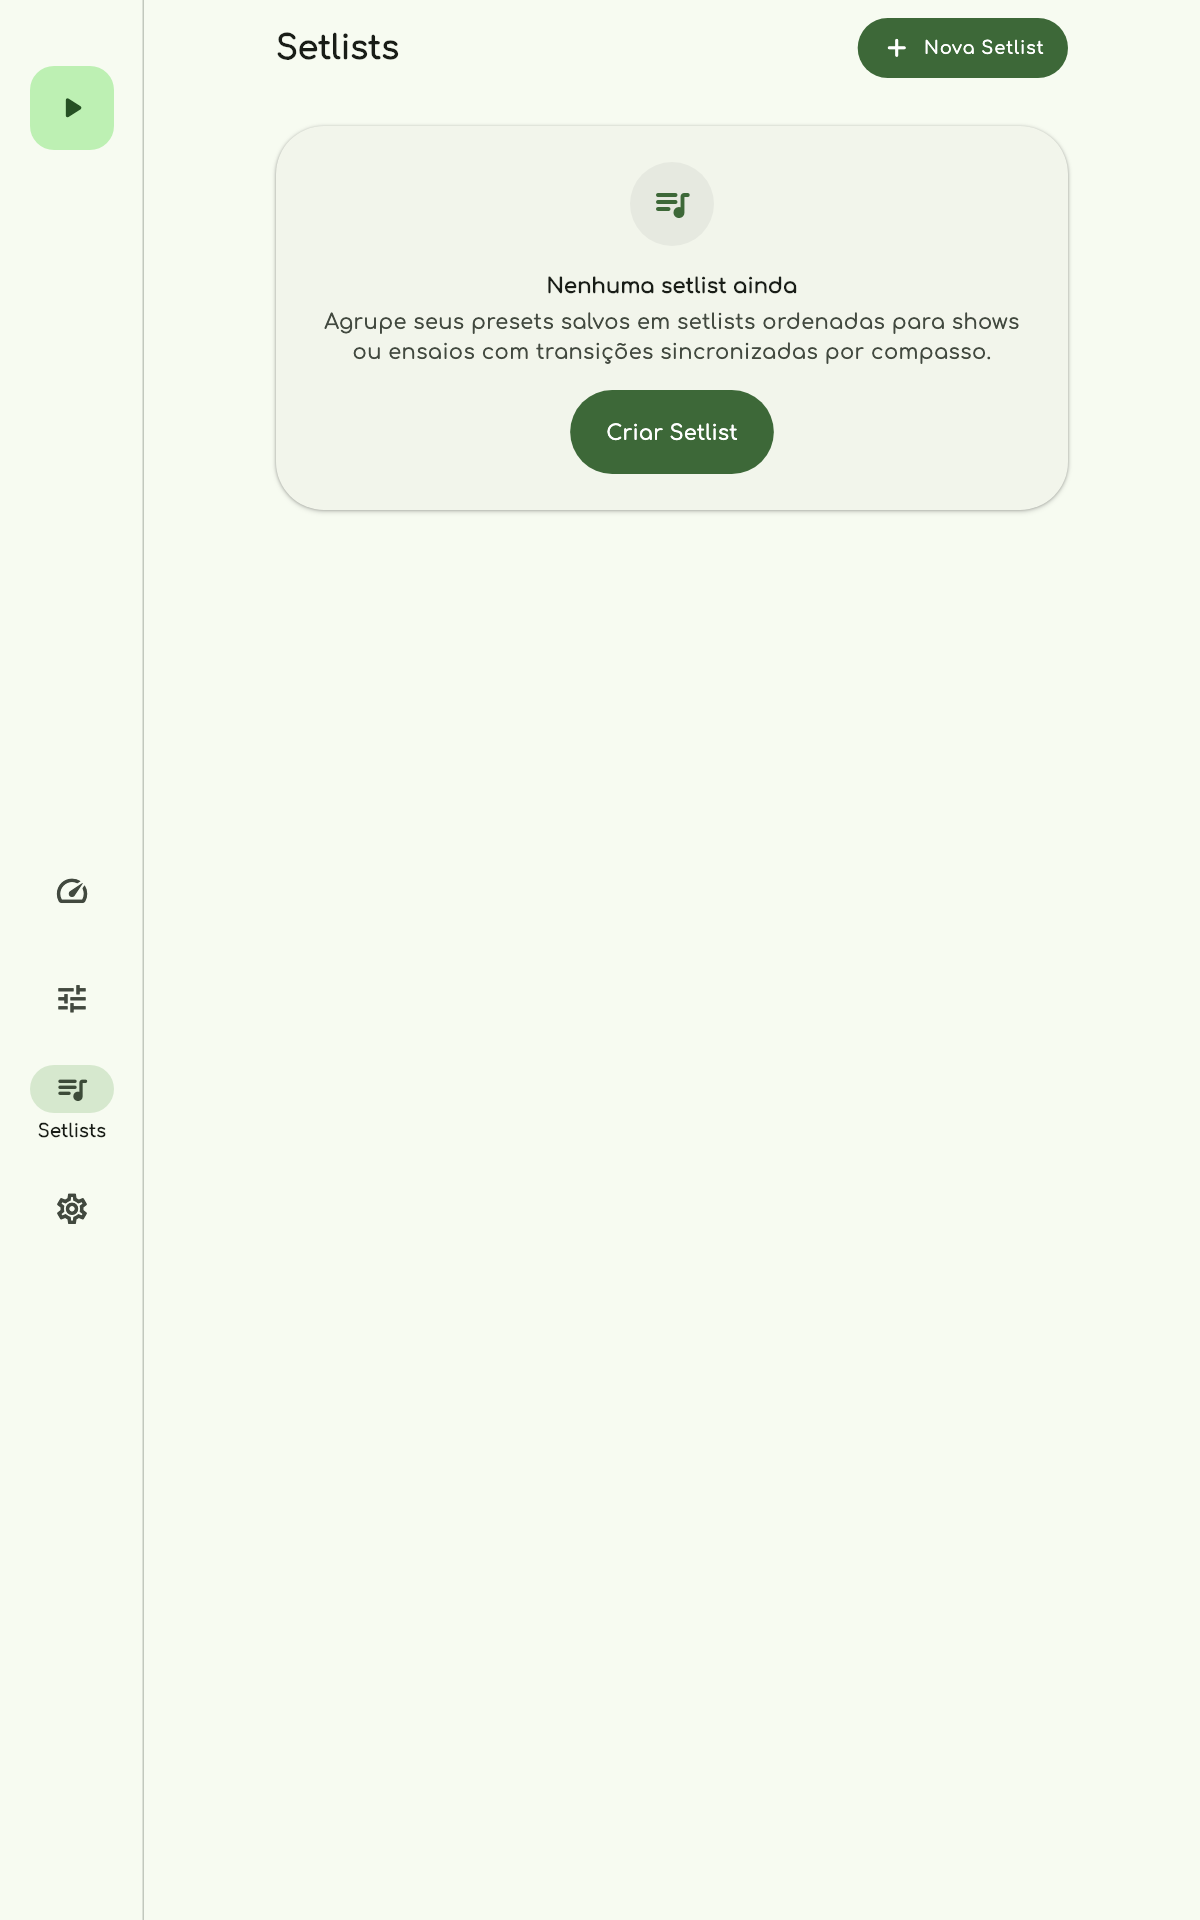 Setlists
Nova Setlist
Nenhuma setlist ainda
Agrupe seus presets salvos em setlists ordenadas para shows
ou ensaios com transições sincronizadas por compasso.
Criar Setlist
Setlists